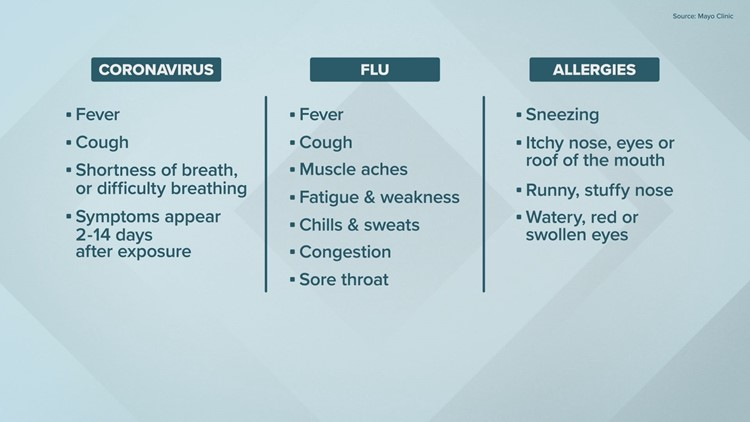 Source: Mayo Clinic
CORONAVIRUS
▪ Fever
▪ Cough
▪ Shortness of breath,
or difficulty breathing
▪ Symptoms appear
2-14 days
after exposure
FLU
▪ Fever
▪ Cough
▪ Muscle aches
▪ Fatigue & weakness
▪ Chills & sweats
▪ Congestion
▪ Sore throat
ALLERGIES
▪ Sneezing
▪ Itchy nose, eyes or
roof of the mouth
▪ Runny, stuffy nose
▪ Watery, red or
swollen eyes